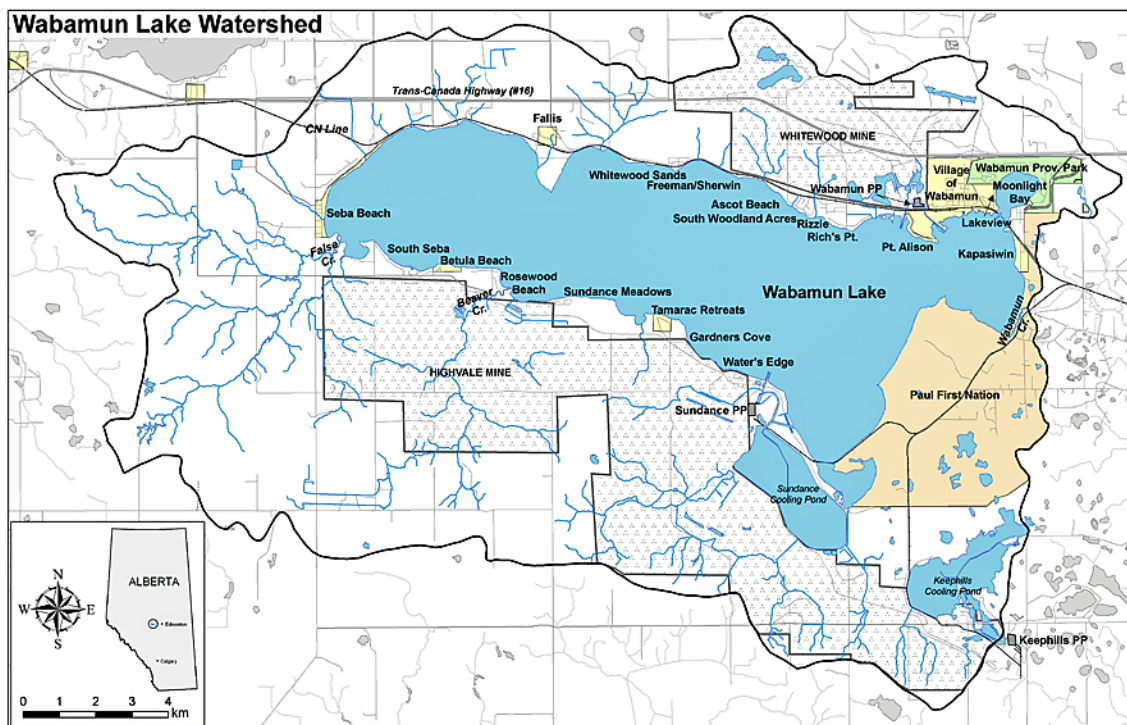 Wabamun Lake Watershed
Trans-Canada Highway (#16)
CN Line
Fallis
WHITEWOOD MINE
Whitewood Sands
Freeman/Sherwin
Wabamun PP
Village
of
Wabamun
Wabamun Prov. Park
Moonlight
Bay
Ascot Beach
South Woodland Acres
Rizzie
Rich's Pt.
Lakeview
Pt. Alison
Kapasiwin
Seba Beach
False
Cr.
South Seba
Betula Beach
Rosewood
Beach
Beaver
Cr.
Sundance Meadows
Wabamun Lake
Wabamun
Cr.
Tamarac Retreats
Gardners Cove
Water's Edge
HIGHVALE MINE
Paul First Nation
Sundance PP
Sundance
Cooling Pond
Keephills
Cooling Pond
Keephills PP
ALBERTA
Edmonton
Calgary
N
W
E
S
0 1 2 3 4
km